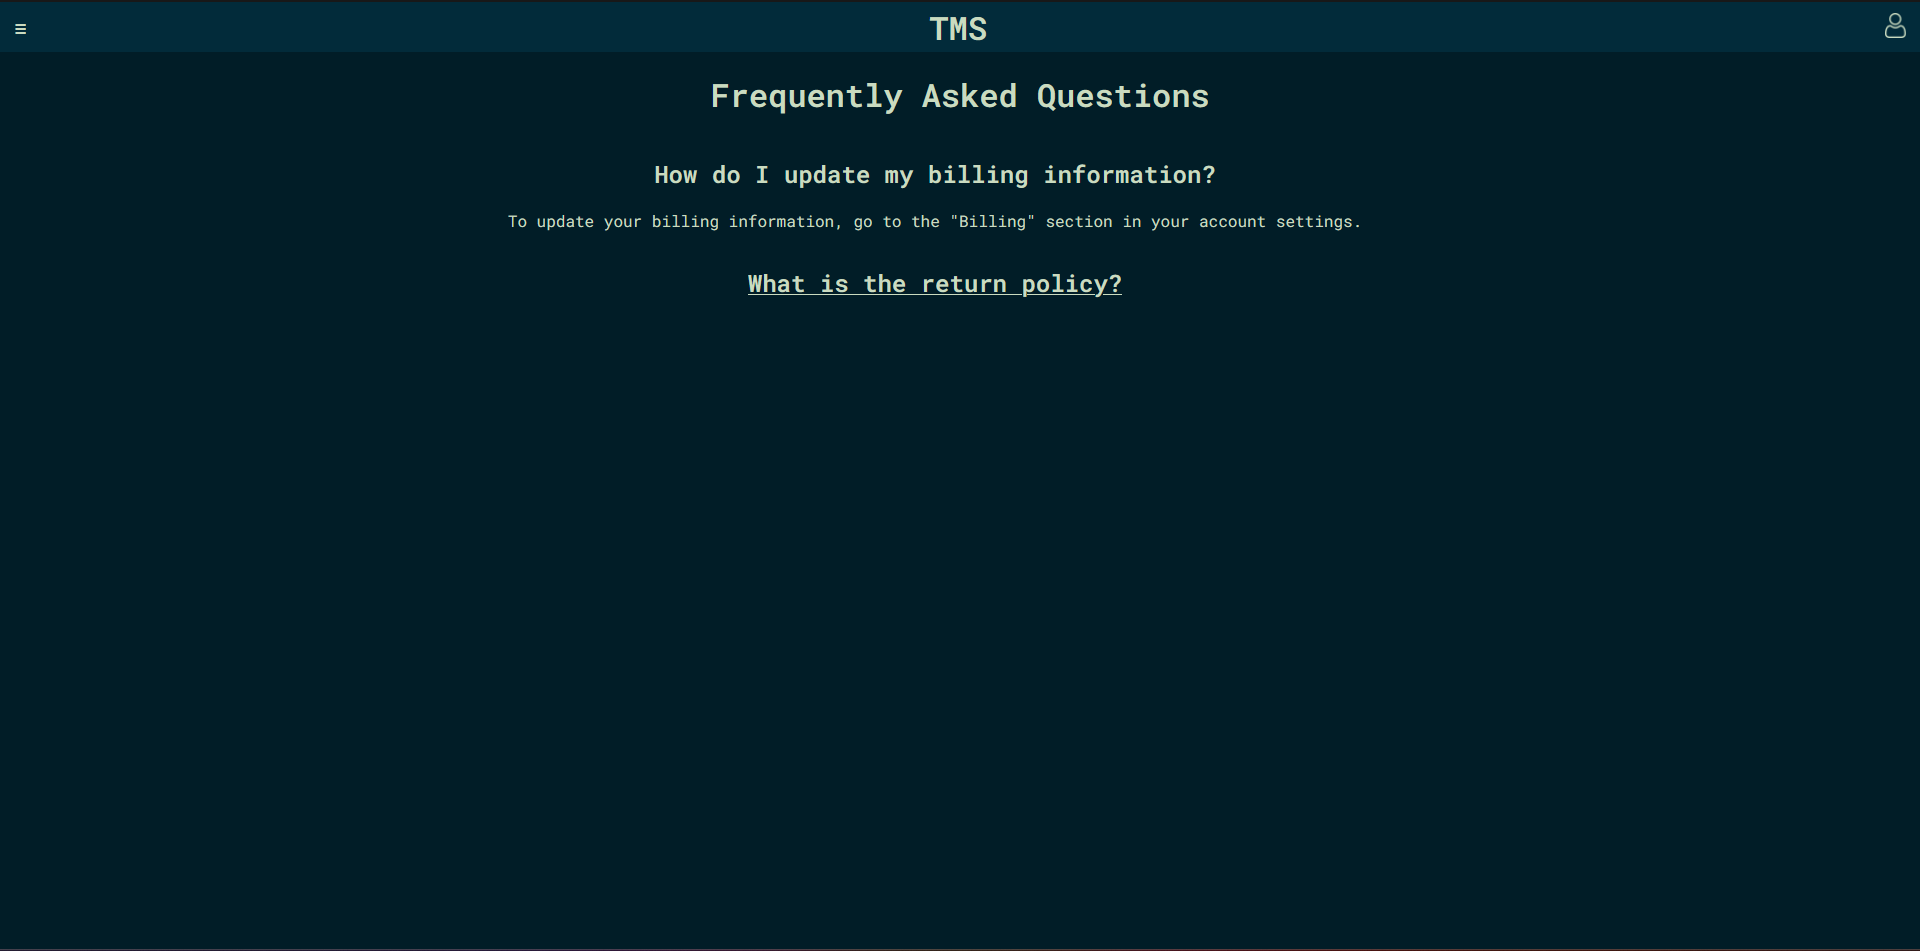 TMS
Frequently Asked Questions
How do I update my billing information?
To update your billing information, go to the "Billing" section in your account settings.
What is the return policy?